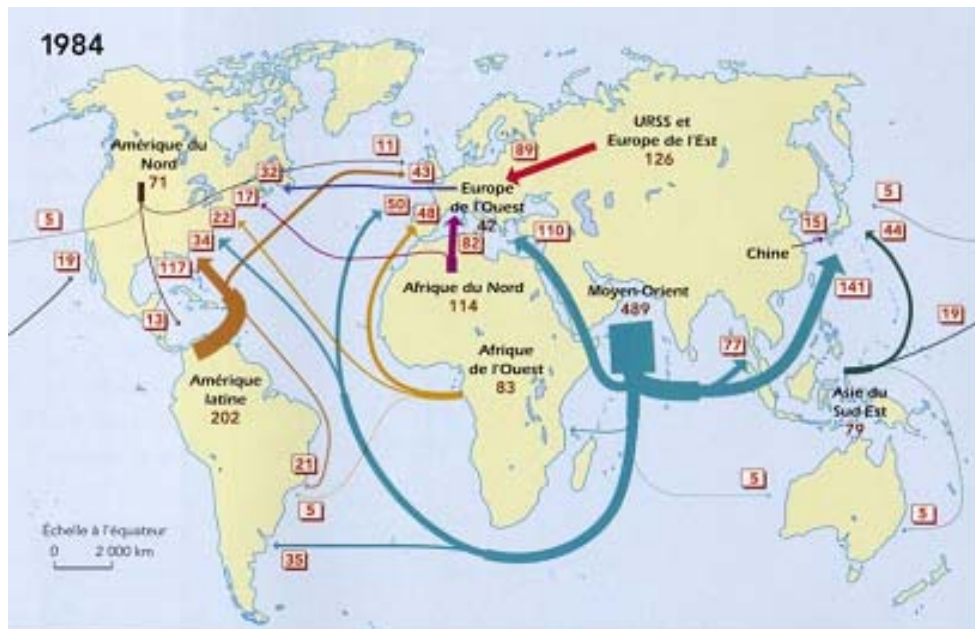 1984
Amérique du
Nord
71
11
43
89
URSS et
Europe de l'Est
126
32
17
22
34
117
5
19
13
50
48
Europe
de l'Ouest
42
82
110
15
Chine
5
44
141
19
Afrique du Nord
114
Moyen-Orient
489
77
Afrique
de l'Ouest
83
Amérique
latine
202
Asie du
Sud-Est
79
21
5
35
5
5
Échelle à l'équateur
0 2 000 km